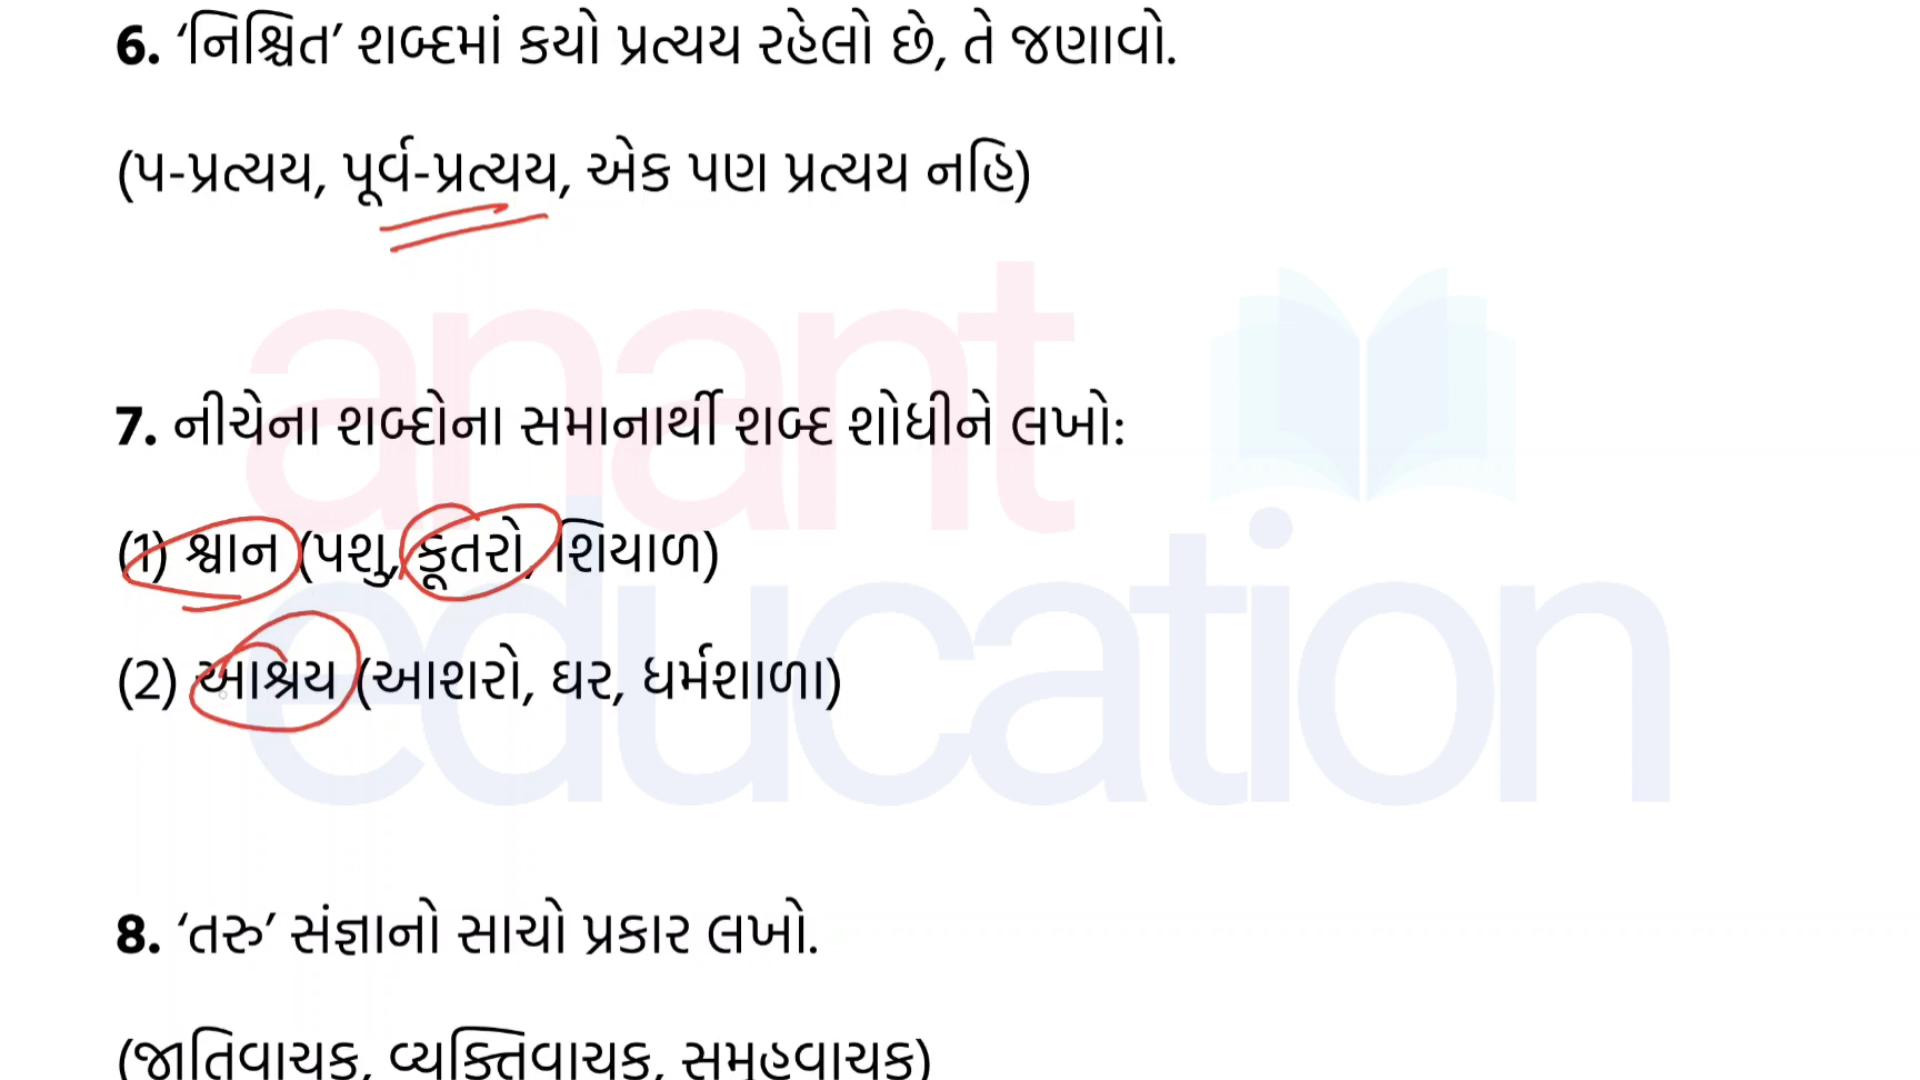 6. ‘નિશ્ચિત’ શબ્દમાં કયો પ્રત્યય રહેલો છે, તે જણાવો.
(પ-પ્રત્યય, પૂર્વ-પ્રત્યય, એક પણ પ્રત્યય નહિ)
anant
education
7. નીચેના શબ્દોના સમાનાર્થી શબ્દ શોધીને લખોઃ
(1) શ્વાન (પશુ, કૂતરો, શિયાળ)
(2) આશ્રય (આશરો, ઘર, ધર્મશાળા)
8. ‘તરુ’ સંજ્ઞાનો સાચો પ્રકાર લખો.
(જાતિવાચક, વ્યક્તિવાચક, સમૂહવાચક)